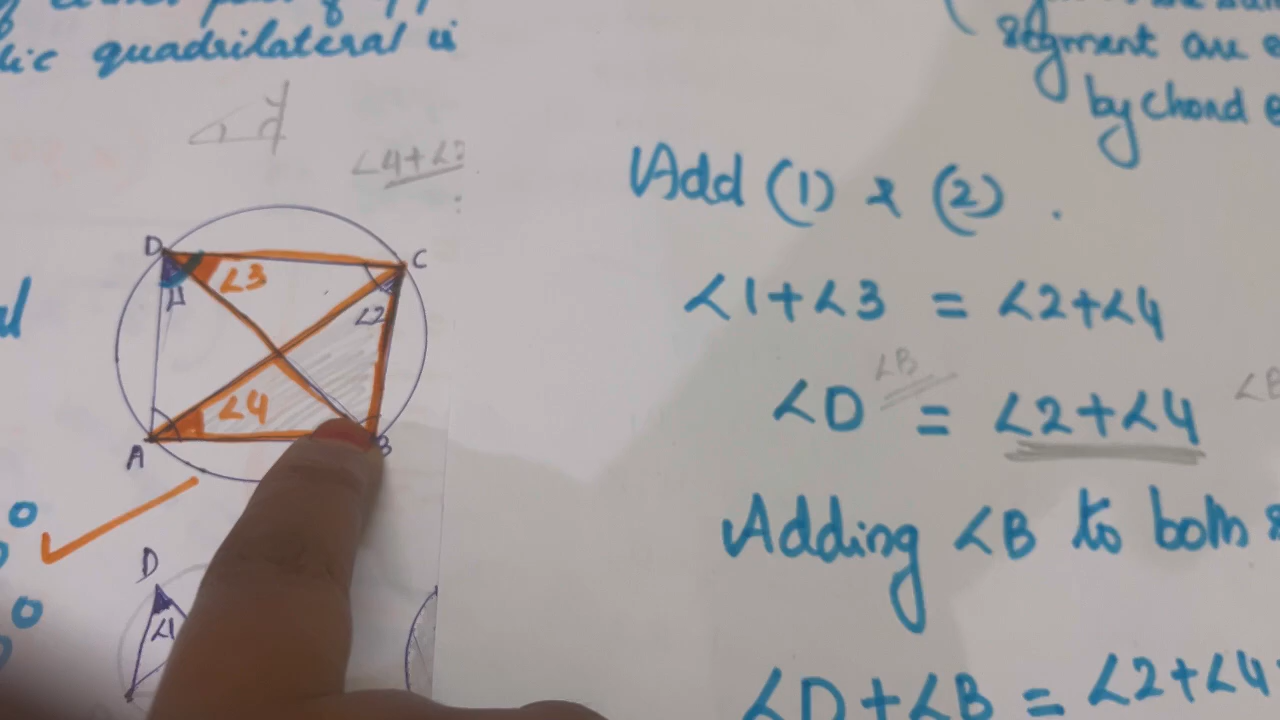 quadrilateral is
segment are
by chord
∠4+∠
Add (1) & (2).
D
C
∠3
∠1
∠2
∠1+∠3 = ∠2+∠4
∠4
∠B
∠D = ∠2+∠4
A
B
Adding ∠B to both
D
∠1
∠D+∠B = ∠2+∠4